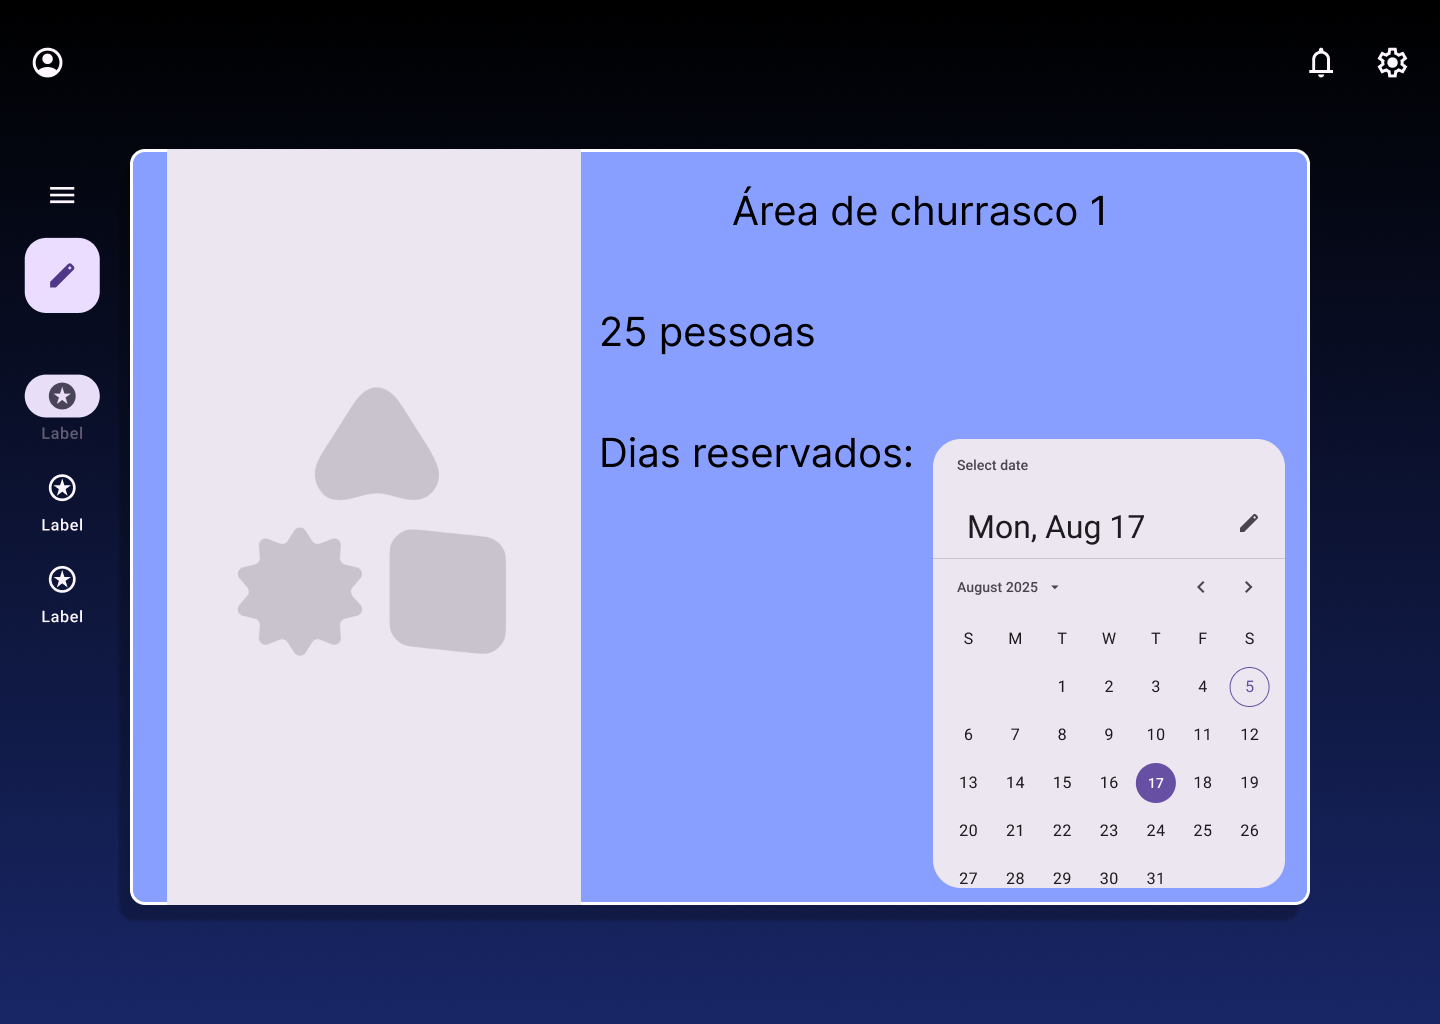 Área de churrasco 1
25 pessoas
Dias reservados:
Select date
Mon, Aug 17
August 2025
S M T W T F S
1 2 3 4 5
6 7 8 9 10 11 12
13 14 15 16 17 18 19
20 21 22 23 24 25 26
27 28 29 30 31
Label
Label
Label